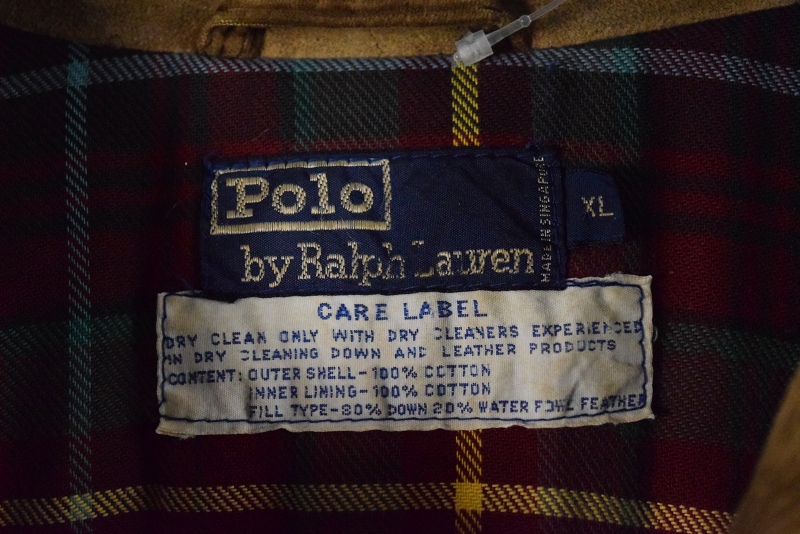 Polo
by Ralph Lauren
MADE IN SINGAPORE
XL
CARE LABEL
DRY CLEAN ONLY WITH DRY CLEANERS EXPERIENCED
IN DRY CLEANING DOWN AND LEATHER PRODUCTS
CONTENT: OUTER SHELL-100% COTTON
INNER LINING-100% COTTON
FILL TYPE-80% DOWN 20% WATER FOWL FEATHER